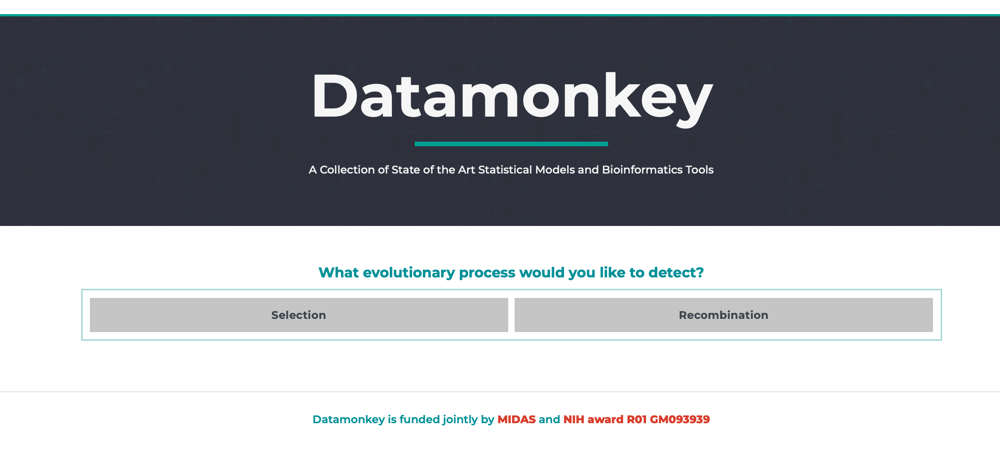 Datamonkey
A Collection of State of the Art Statistical Models and Bioinformatics Tools
What evolutionary process would you like to detect?
Selection
Recombination
Datamonkey is funded jointly by MIDAS and NIH award R01 GM093939